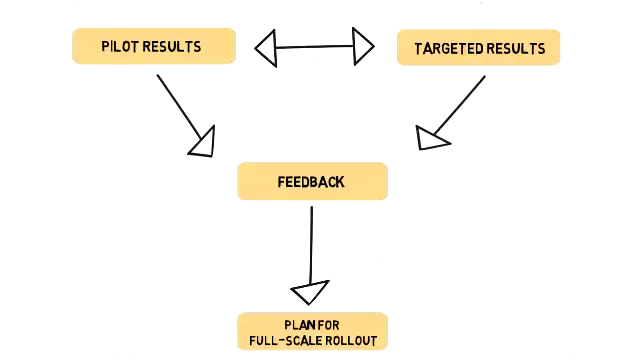 PILOT RESULTS
TARGETED RESULTS
FEEDBACK
PLAN FOR
FULL-SCALE ROLLOUT